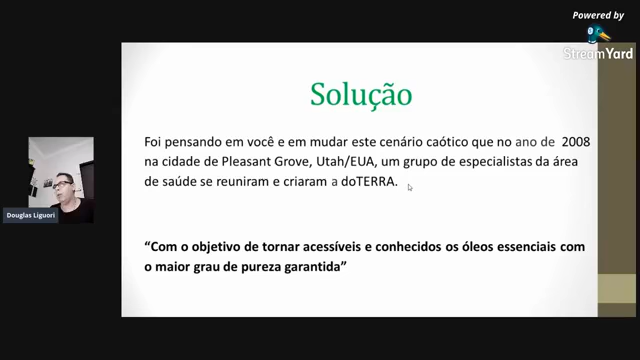 Powered by
StreamYard
Solução
Foi pensando em você e em mudar este cenário caótico que no ano de 2008
na cidade de Pleasant Grove, Utah/EUA, um grupo de especialistas da área
de saúde se reuniram e criaram a doTERRA.
Douglas Liguori
“Com o objetivo de tornar acessíveis e conhecidos os óleos essenciais com
o maior grau de pureza garantida”